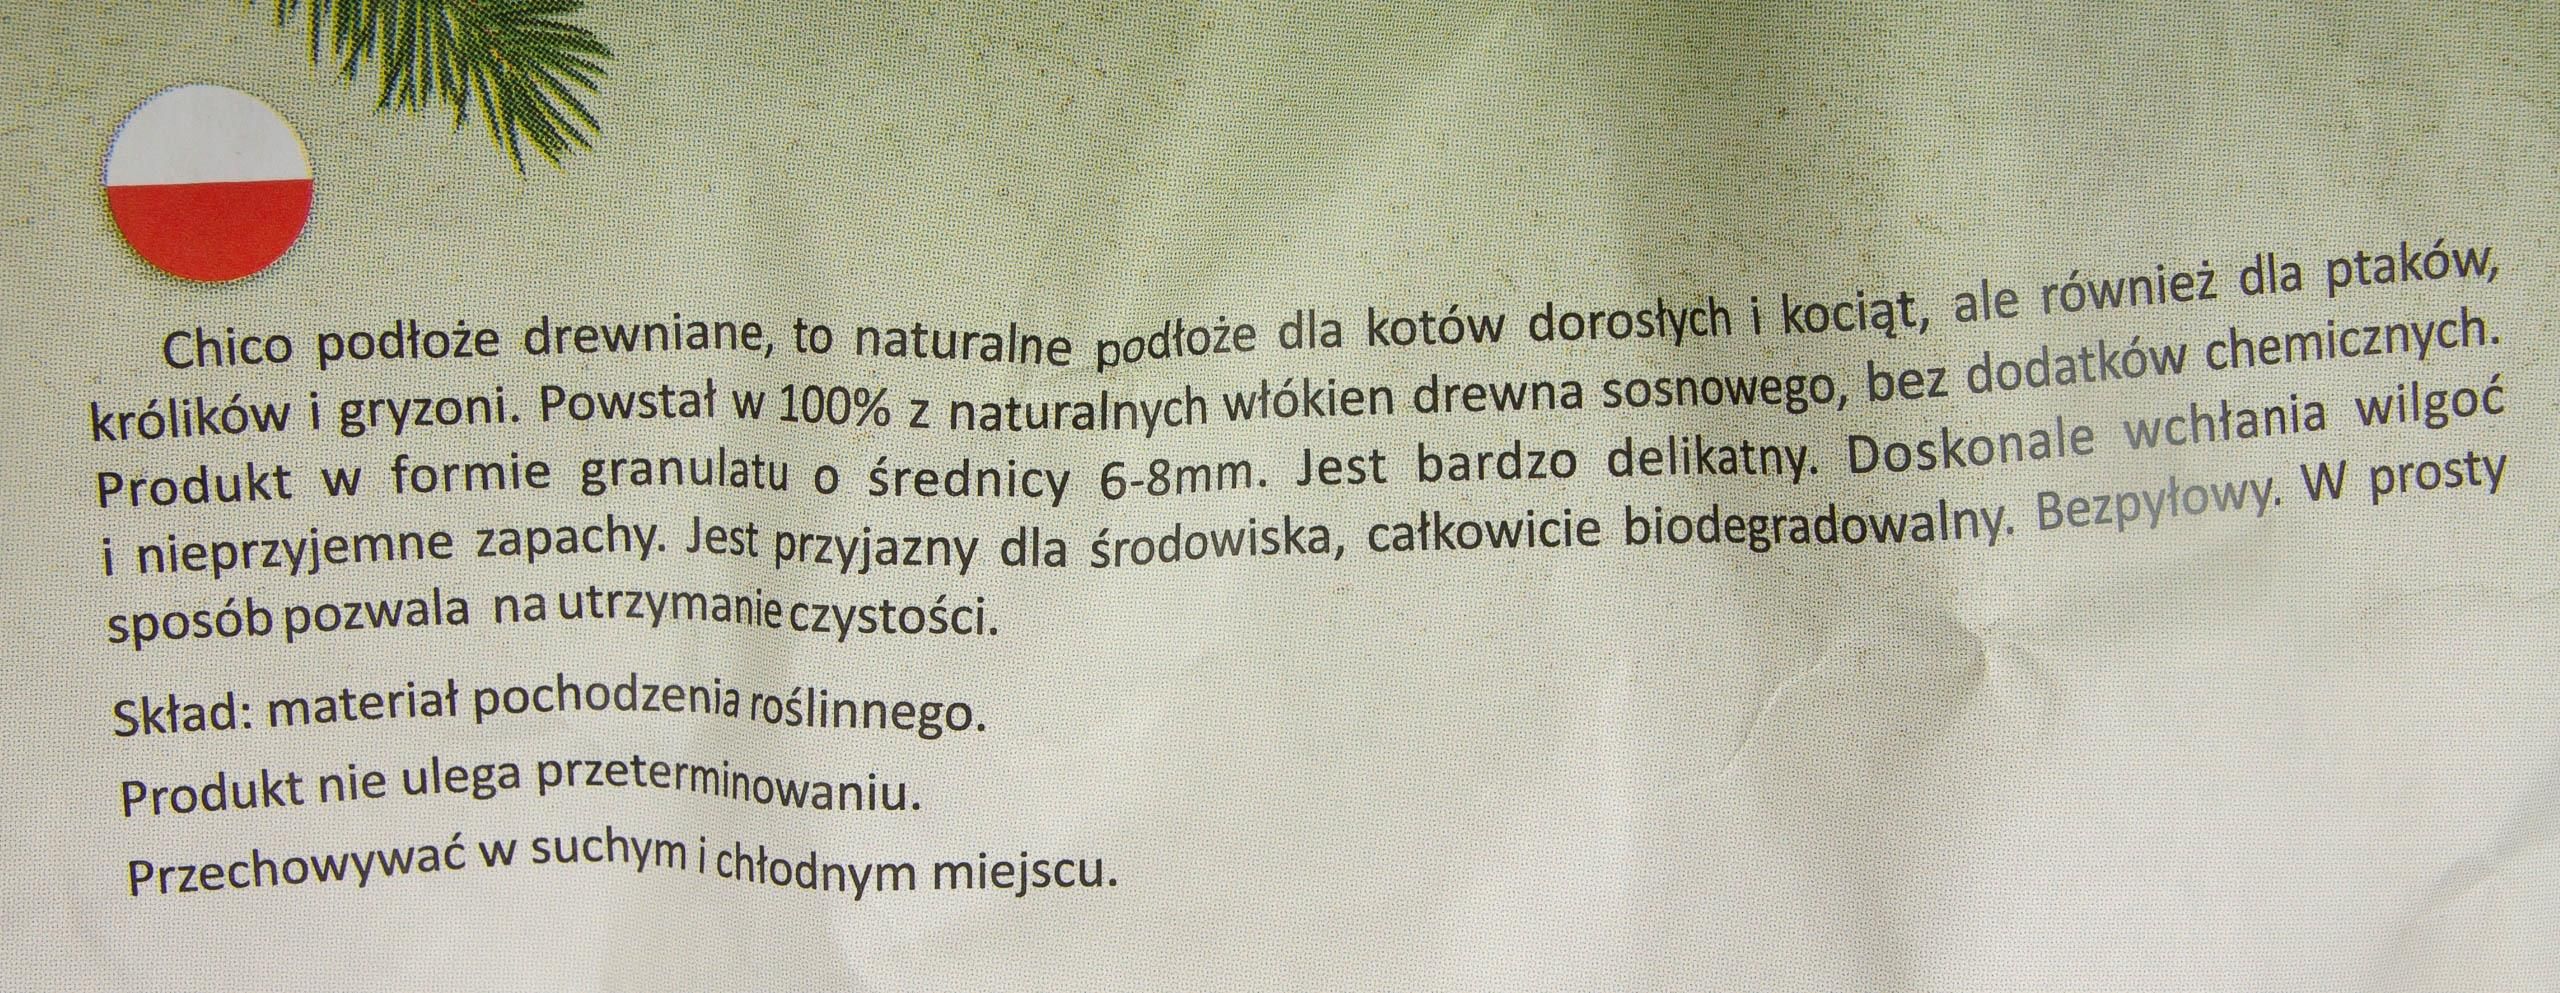 Chico podłoże drewniane, to naturalne podłoże dla kotów dorosłych i kociąt, ale również dla ptaków,
królików i gryzoni. Powstał w 100% z naturalnych włókien drewna sosnowego, bez dodatków chemicznych.
Produkt w formie granulatu o średnicy 6-8mm. Jest bardzo delikatny. Doskonale wchłania wilgoć
i nieprzyjemne zapachy. Jest przyjazny dla środowiska, całkowicie biodegradowalny. Bezpyłowy. W prosty
sposób pozwala na utrzymanie czystości.
Skład: materiał pochodzenia roślinnego.
Produkt nie ulega przeterminowaniu.
Przechowywać w suchym i chłodnym miejscu.